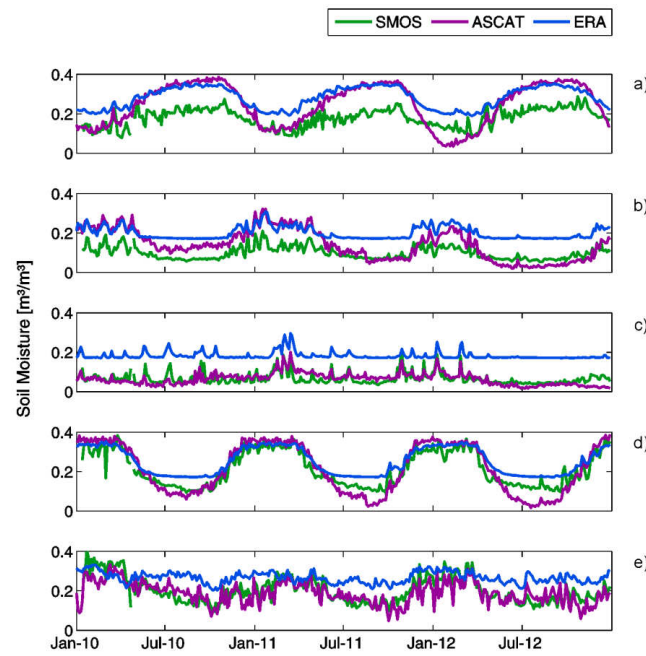 SMOS ASCAT ERA
0.4
0.2
0
a)
0.4
0.2
0
b)
Soil Moisture [m³/m³]
0.4
0.2
0
c)
0.4
0.2
0
d)
0.4
0.2
0
e)
Jan-10 Jul-10 Jan-11 Jul-11 Jan-12 Jul-12